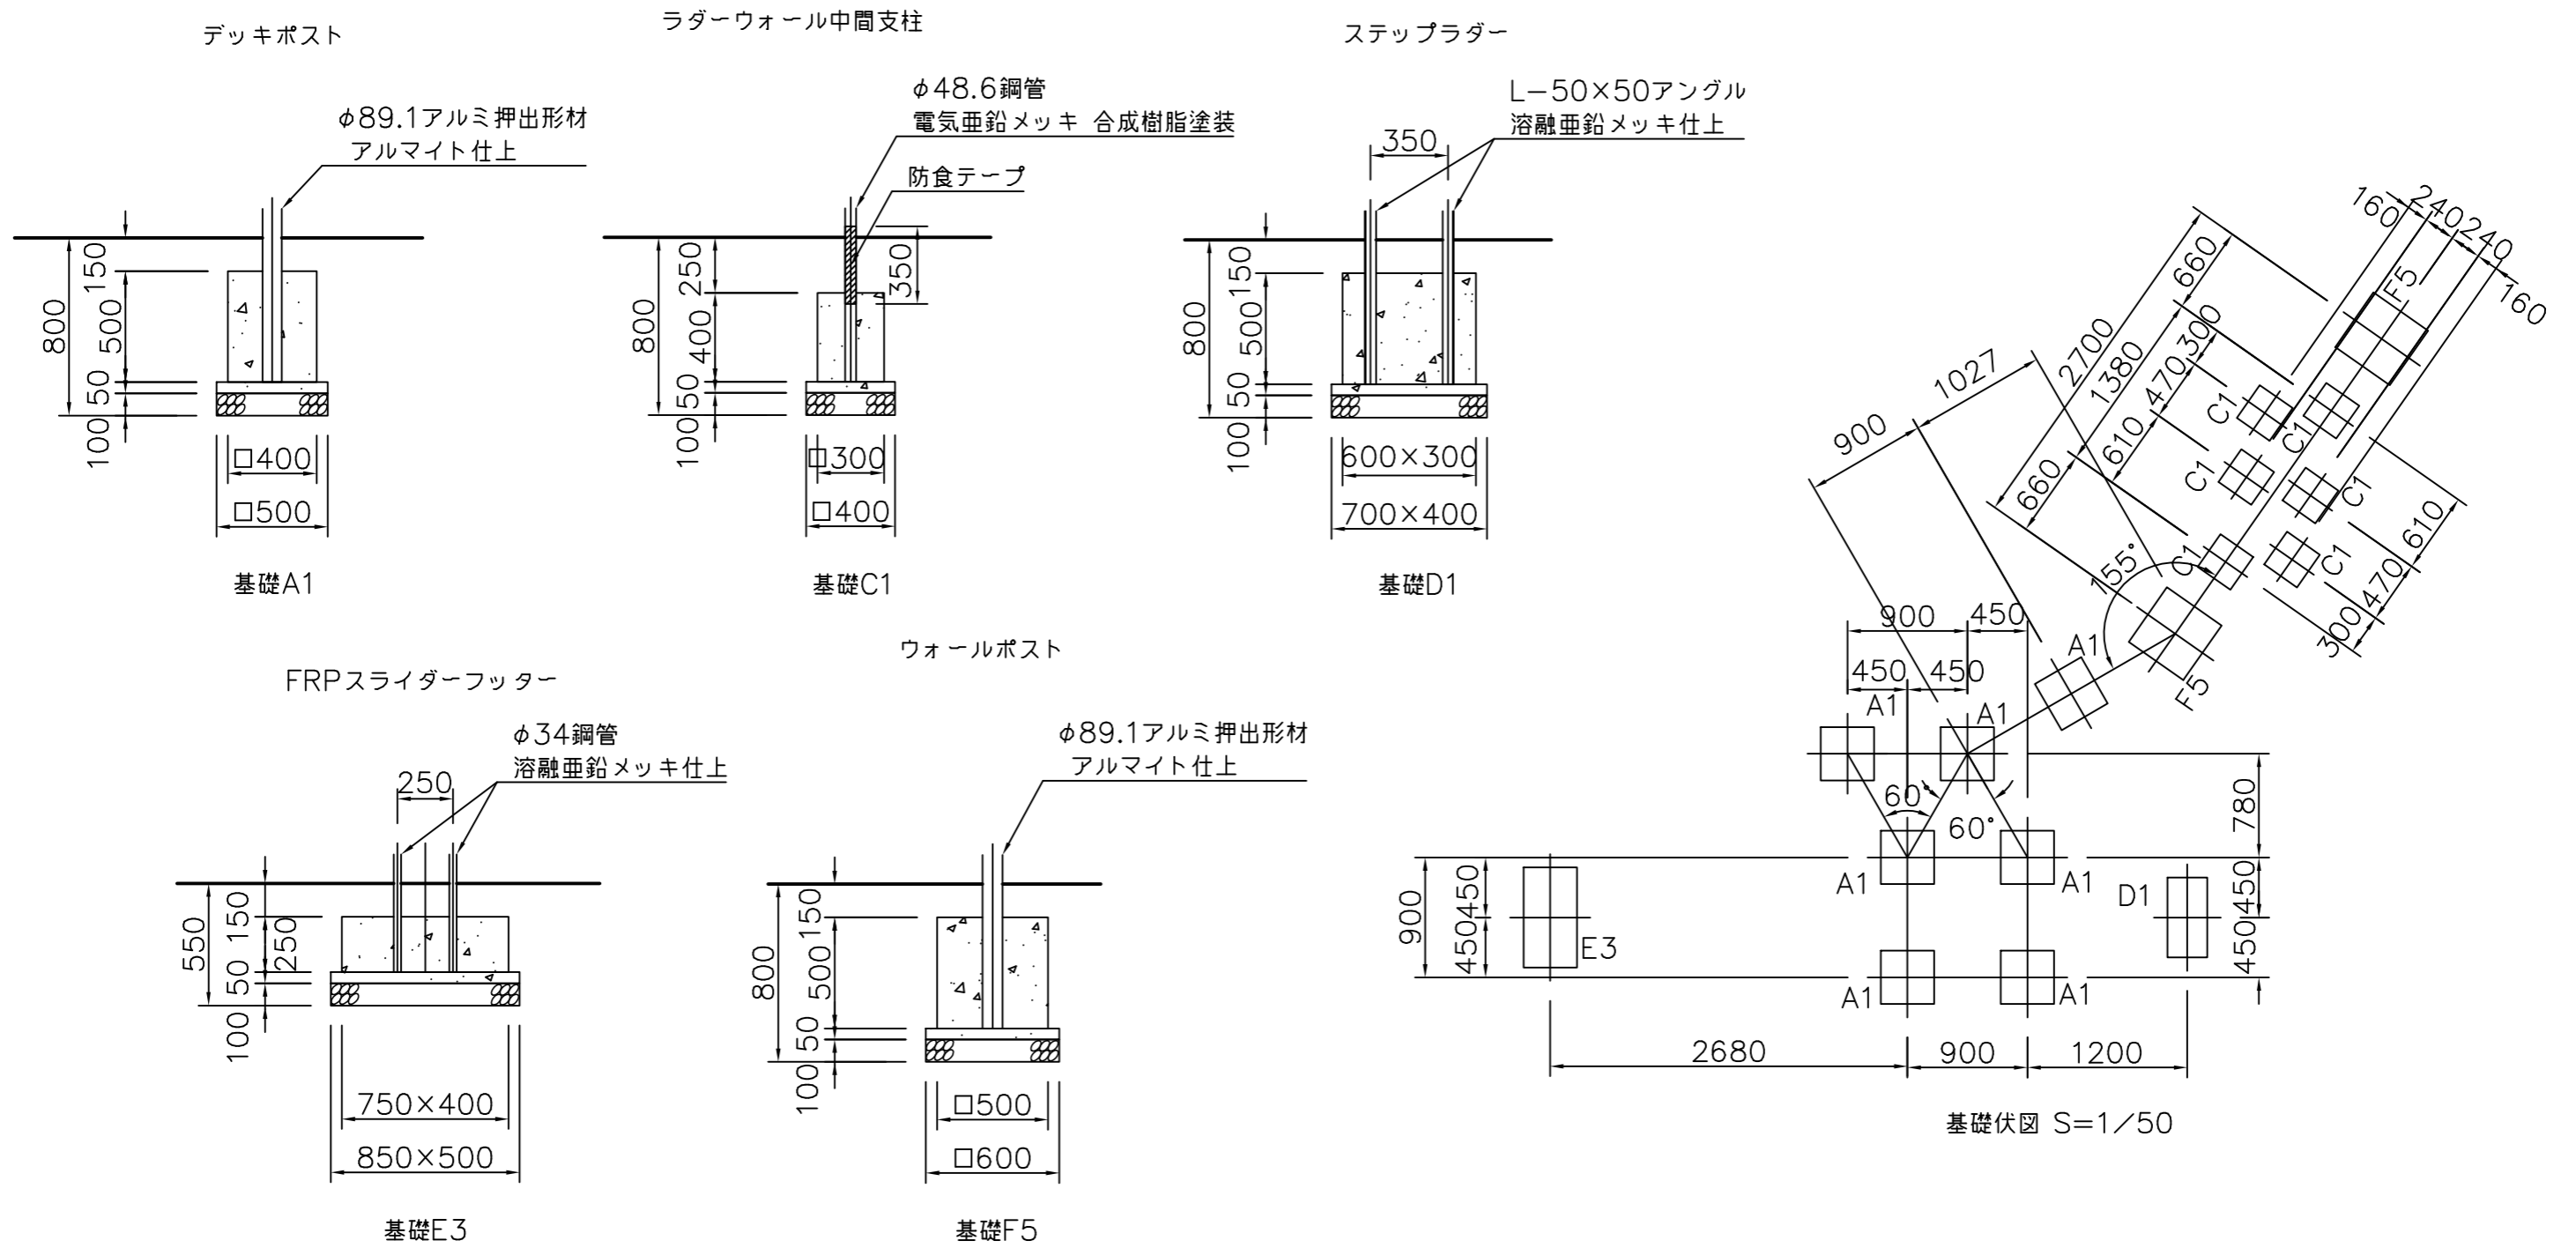 デッキポスト
φ89.1アルミ押出形材
アルマイト仕上
800
150
500
50
100
□400
□500
基礎A1
ラダーウォール中間支柱
φ48.6鋼管
電気亜鉛メッキ 合成樹脂塗装
防食テープ
800
250
400
50
100
350
□300
□400
基礎C1
ステップラダー
L-50×50アングル
溶融亜鉛メッキ仕上
350
800
150
500
50
100
600×300
700×400
基礎D1
FRPスライダーフッター
φ34鋼管
溶融亜鉛メッキ仕上
250
550
150
250
50
100
750×400
850×500
基礎E3
ウォールポスト
φ89.1アルミ押出形材
アルマイト仕上
800
150
500
50
100
□500
□600
基礎F5
160
240
240
160
660
2700
1380
300
470
610
660
1027
900
F5
C1
C1
C1
C1
C1
C1
610
470
300
155°
900
450
450
450
A1
A1
A1
F5
60°
60°
A1
A1
D1
780
450
450
900
450
450
E3
A1
A1
2680
900
1200
基礎伏図 S=1/50